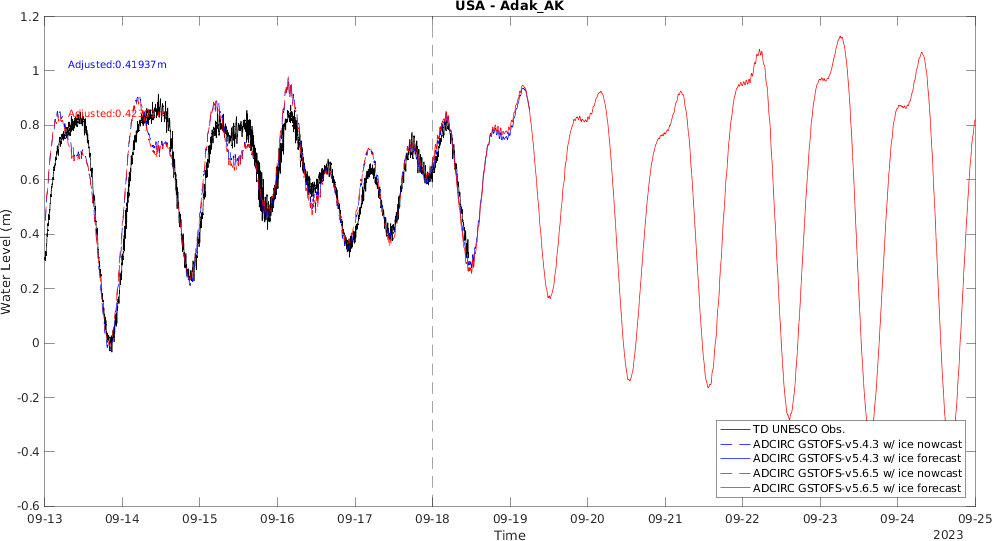 USA - Adak_AK
1.2
1
0.8
0.6
0.4
0.2
0
-0.2
-0.4
-0.6
Water Level (m)
Adjusted:0.41937m
TD UNESCO Obs.
ADCIRC GSTOFS-v5.4.3 w/ ice nowcast
ADCIRC GSTOFS-v5.4.3 w/ ice forecast
ADCIRC GSTOFS-v5.6.5 w/ ice nowcast
ADCIRC GSTOFS-v5.6.5 w/ ice forecast
09-13 09-14 09-15 09-16 09-17 09-18 09-19 09-20 09-21 09-22 09-23 09-24 09-25
Time
2023